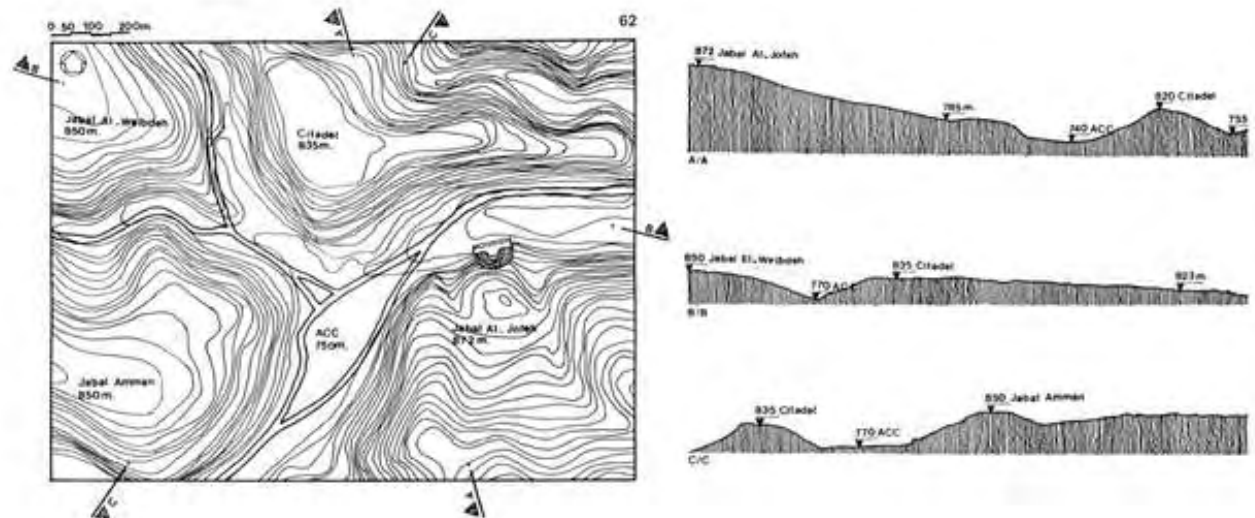 0 50 100 200m
62
A
C
B
Jabal Al-Weibdeh
850m.
Citadel
835m.
B
ACC
750m.
Jabal Al-Jofeh
872m.
Jabal Amman
850m.
C
A
872 Jabal Al-Jofeh
785m.
740 ACC
820 Citadel
755
A/A
850 Jabal El-Weibdeh
770 ACC
835 Citadel
823m.
B/B
835 Citadel
770 ACC
850 Jabal Amman
C/C